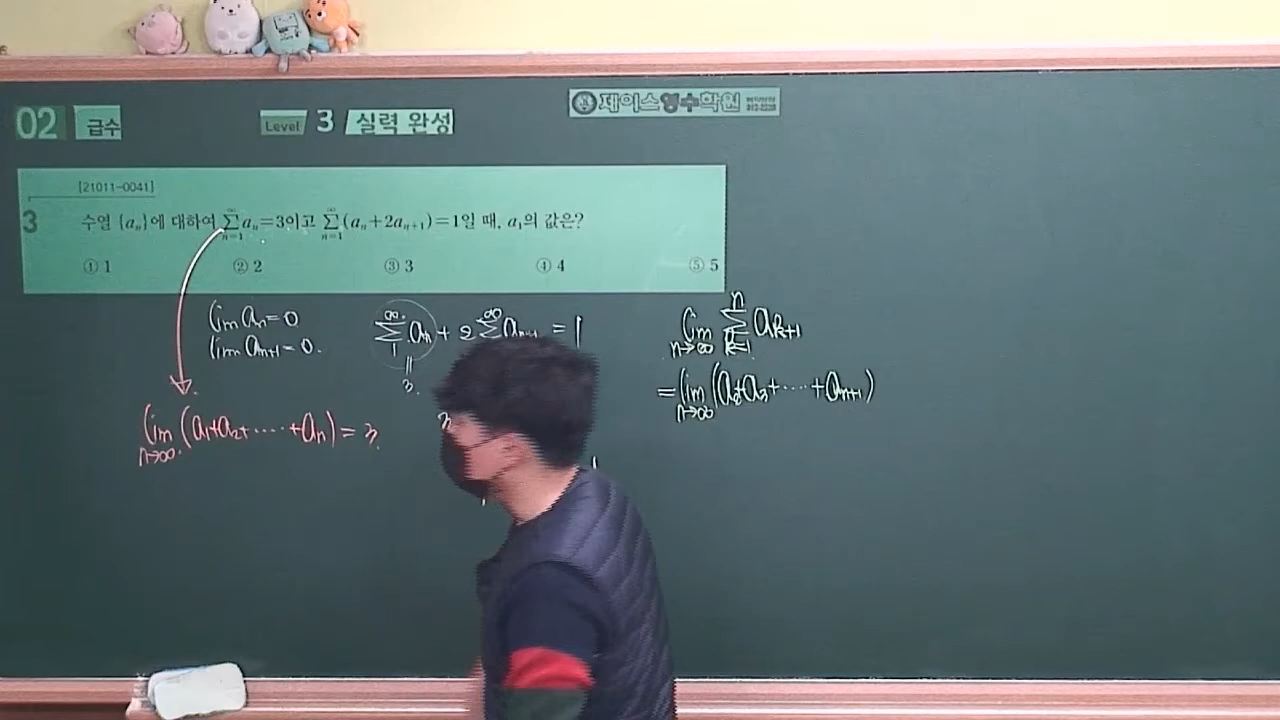 02 급수
Level 3 실력 완성
제이스영수학원
[21011-0041]
3 수열 {aₙ}에 대하여 ∑_{n=1}^{∞} aₙ=3이고 ∑_{n=1}^{∞} (aₙ+2aₙ₊₁)=1일 때, a₁의 값은?
① 1 ② 2 ③ 3 ④ 4 ⑤ 5
lim aₙ=0
lim aₙ₊₁=0.
∑_{1}^{∞} aₙ + 2 ∑^{∞} aₙ₊₁ = 1
= 3.
lim_{n→∞} (a₁+a₂+····+aₙ) = 3.
lim_{n→∞} ∑_{k=1}^{n} aₖ₊₁
= lim_{n→∞} (a₂+a₃+····+aₙ₊₁)